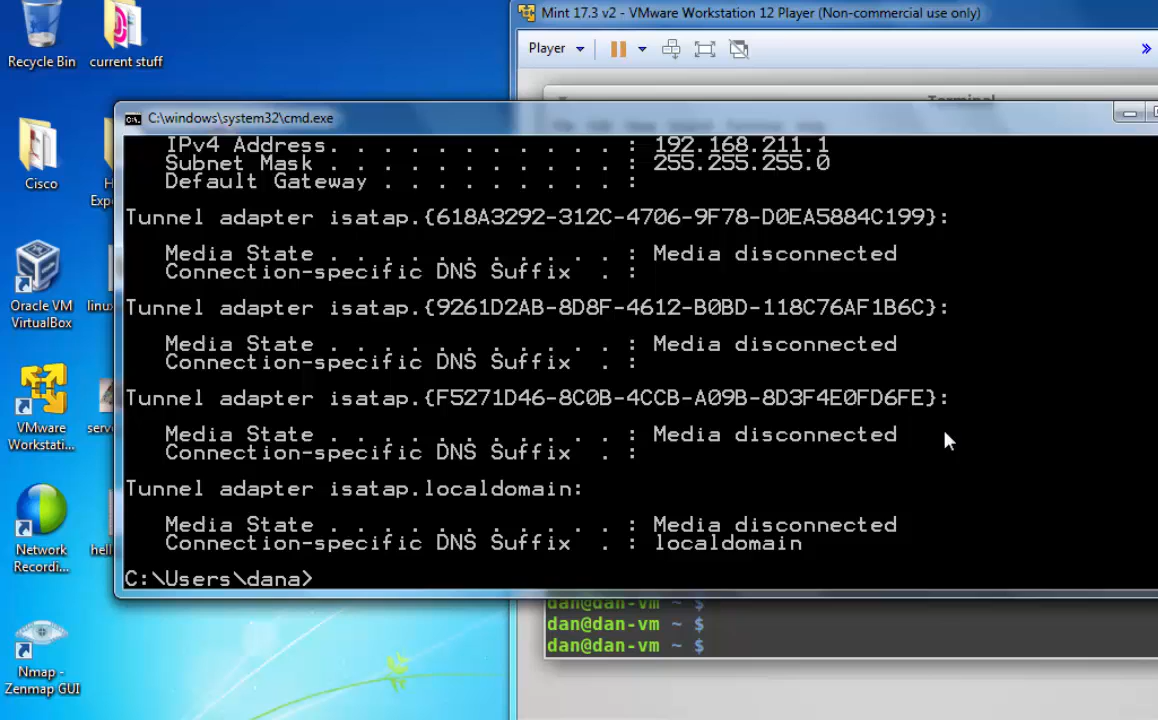 Mint 17.3 v2 - VMware Workstation 12 Player (Non-commercial use only)
Player
»
Recycle Bin
current stuff
Cisco
H
Exp
Oracle VM
VirtualBox
linux
VMware
Workstati...
serv
Network
Recordi...
hell
Nmap -
Zenmap GUI
Terminal
C:\windows\system32\cmd.exe
IPv4 Address. . . . . . . . . . . : 192.168.211.1
Subnet Mask . . . . . . . . . . . : 255.255.255.0
Default Gateway . . . . . . . . . :
Tunnel adapter isatap.{618A3292-312C-4706-9F78-D0EA5884C199}:
Media State . . . . . . . . . . . : Media disconnected
Connection-specific DNS Suffix  . :
Tunnel adapter isatap.{9261D2AB-8D8F-4612-B0BD-118C76AF1B6C}:
Media State . . . . . . . . . . . : Media disconnected
Connection-specific DNS Suffix  . :
Tunnel adapter isatap.{F5271D46-8C0B-4CCB-A09B-8D3F4E0FD6FE}:
Media State . . . . . . . . . . . : Media disconnected
Connection-specific DNS Suffix  . :
Tunnel adapter isatap.localdomain:
Media State . . . . . . . . . . . : Media disconnected
Connection-specific DNS Suffix  . : localdomain
C:\Users\dana>
dan@dan-vm ~ $
dan@dan-vm ~ $
dan@dan-vm ~ $